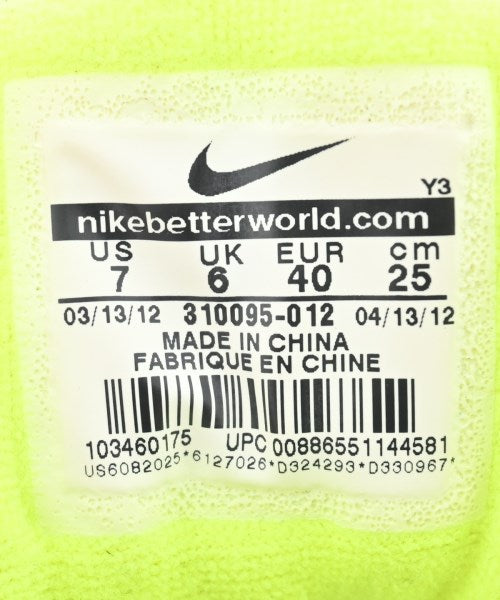 Y3
nikebetterworld.com
US UK EUR cm
7 6 40 25
03/13/12 310095-012 04/13/12
MADE IN CHINA
FABRIQUE EN CHINE
103460175 UPC 00886551144581
US6082025*6127026*D324293*D330967*